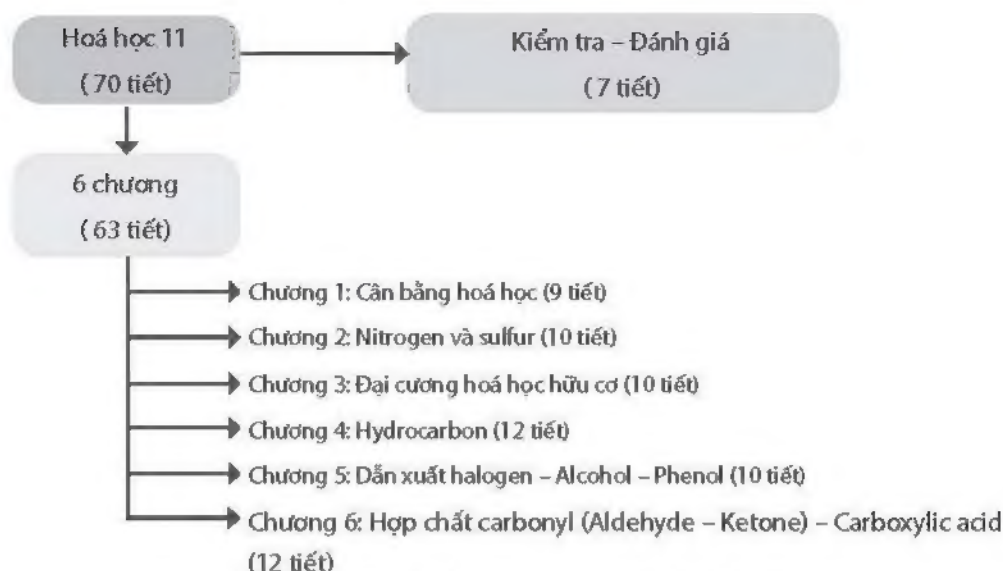 Hoá học 11
(70 tiết)
Kiểm tra – Đánh giá
(7 tiết)
6 chương
(63 tiết)
Chương 1: Cân bằng hoá học (9 tiết)
Chương 2: Nitrogen và sulfur (10 tiết)
Chương 3: Đại cương hoá học hữu cơ (10 tiết)
Chương 4: Hydrocarbon (12 tiết)
Chương 5: Dẫn xuất halogen – Alcohol – Phenol (10 tiết)
Chương 6: Hợp chất carbonyl (Aldehyde – Ketone) – Carboxylic acid
(12 tiết)